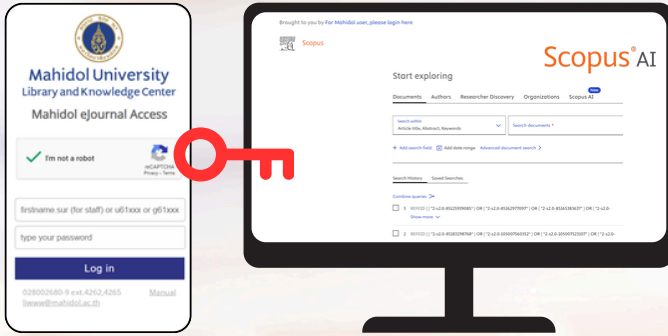 Mahidol University
Library and Knowledge Center
Mahidol eJournal Access
I'm not a robot
reCAPTCHA
Privacy - Terms
firstname.sur (for staff) or u61xxx or g61xxx
type your password
Log in
028002680-9 ext.4262,4265 Manual
liwww@mahidol.ac.th
Brought to you by For Mahidol user, please login here
Scopus
Scopus® AI
Start exploring
New
Documents Authors Researcher Discovery Organizations Scopus AI
Search within
Article title, Abstract, Keywords
Search documents *
+ Add search field Add date range Advanced document search >
Search History Saved Searches
Combine queries
3
Show more
2